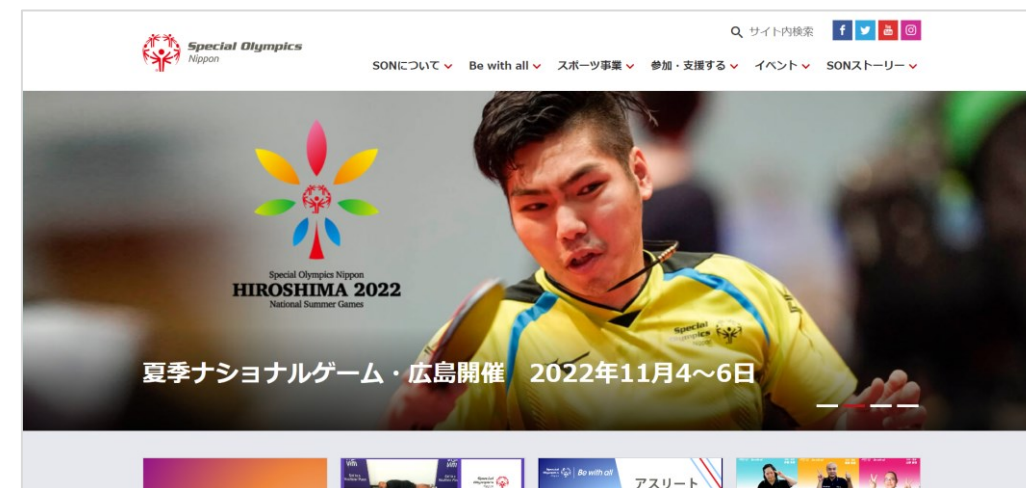 Special Olympics
Nippon
サイト内検索
SONについて Be with all スポーツ事業 参加・支援する イベント SONストーリー
Special Olympics Nippon
HIROSHIMA 2022
National Summer Games
Special
Olympics
夏季ナショナルゲーム・広島開催 2022年11月4～6日
Be with all
アスリート